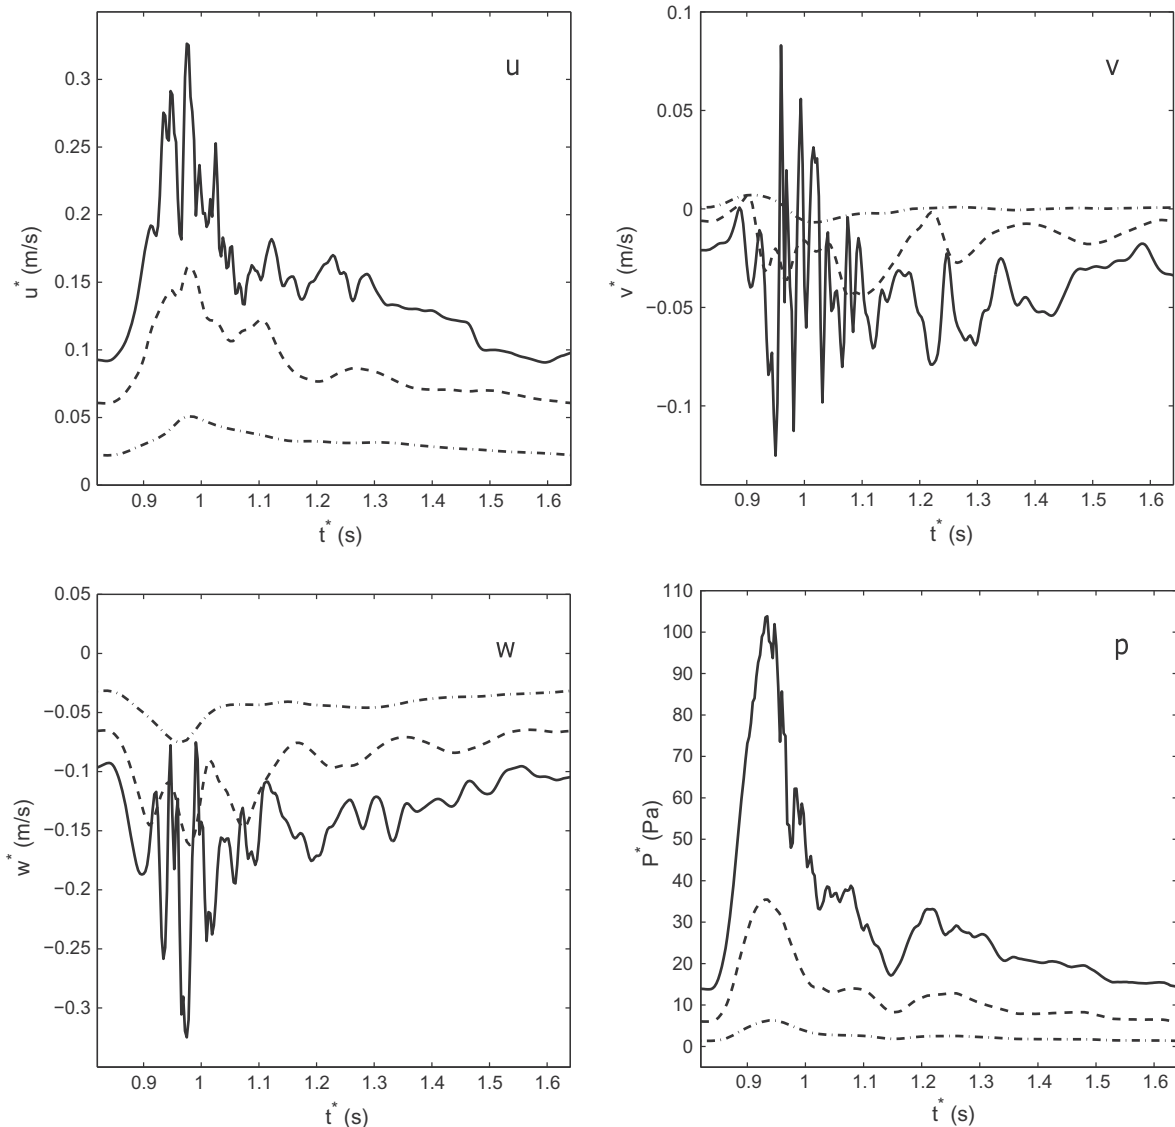 u
0.3
0.25
0.2
0.15
0.1
0.05
0
u* (m/s)
0.9 1 1.1 1.2 1.3 1.4 1.5 1.6
t* (s)
v
0.1
0.05
0
−0.05
−0.1
v* (m/s)
0.9 1 1.1 1.2 1.3 1.4 1.5 1.6
t* (s)
w
0.05
0
−0.05
−0.1
−0.15
−0.2
−0.25
−0.3
w* (m/s)
0.9 1 1.1 1.2 1.3 1.4 1.5 1.6
t* (s)
p
110
100
90
80
70
60
50
40
30
20
10
0
P* (Pa)
0.9 1 1.1 1.2 1.3 1.4 1.5 1.6
t* (s)